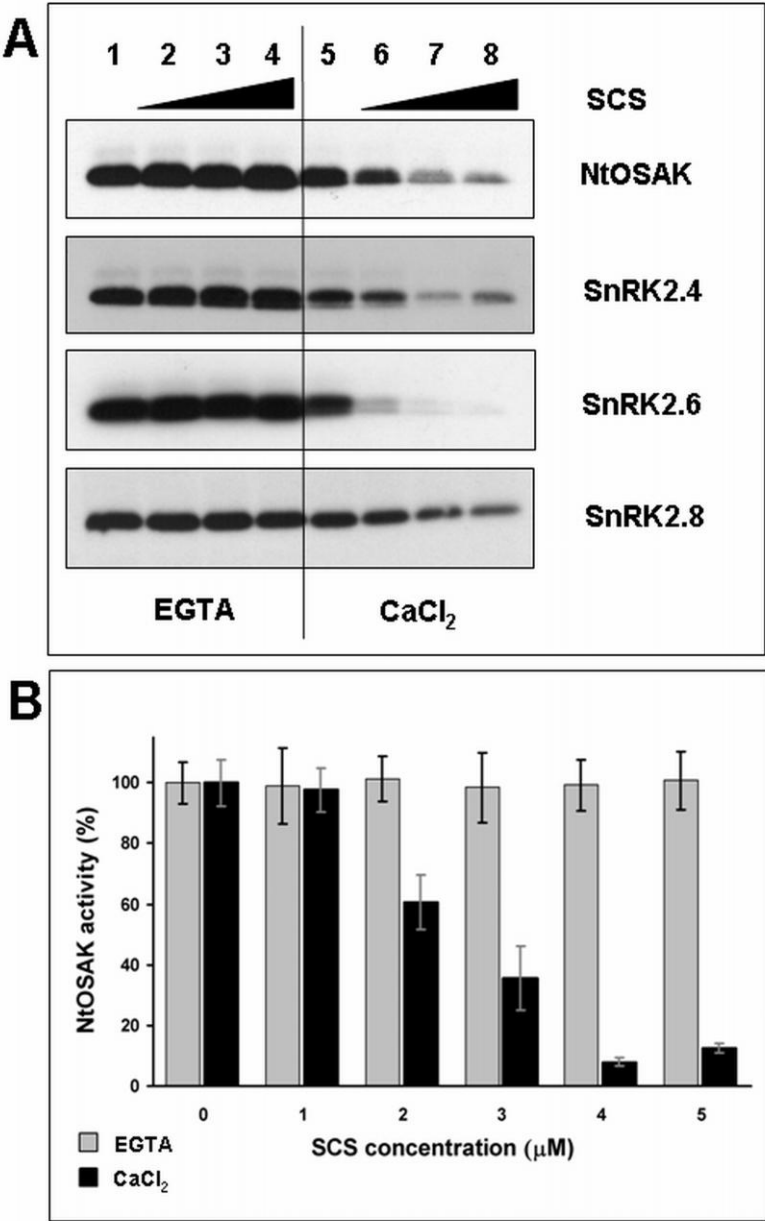 A
1 2 3 4 5 6 7 8
SCS
NtOSAK
SnRK2.4
SnRK2.6
SnRK2.8
EGTA CaCl₂
B
NtOSAK activity (%)
100
80
60
40
20
0
0 1 2 3 4 5
SCS concentration (μM)
EGTA
CaCl₂